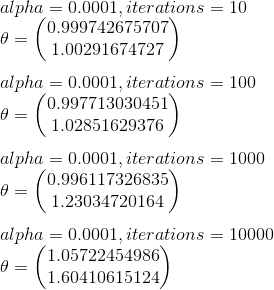 alpha = 0.0001, iterations = 10
θ = (0.999742675707
1.00291674727)
alpha = 0.0001, iterations = 100
θ = (0.997713030451
1.02851629376)
alpha = 0.0001, iterations = 1000
θ = (0.996117326835
1.23034720164)
alpha = 0.0001, iterations = 10000
θ = (1.05722454986
1.60410615124)